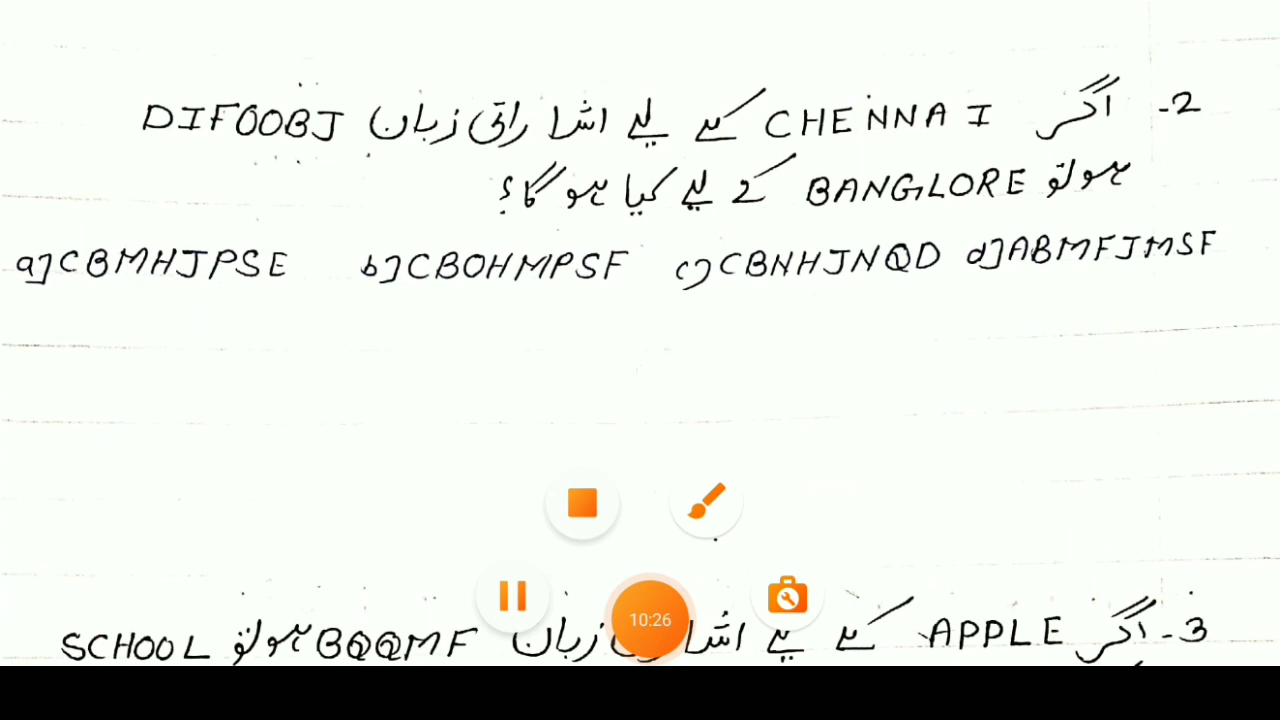 2- اگر CHENNAI کے لیے اشاراتی زبان DIFOOBJ
ہو تو BANGLORE کے لیے کیا ہوگا؟
a] CBMHJPSE b] CBOHMPSF c) CBNHJNQD d] ABMFJMSF
10:26
3- اگر APPLE کے لیے اشاراتی زبان BQQMF ہو تو SCHOOL